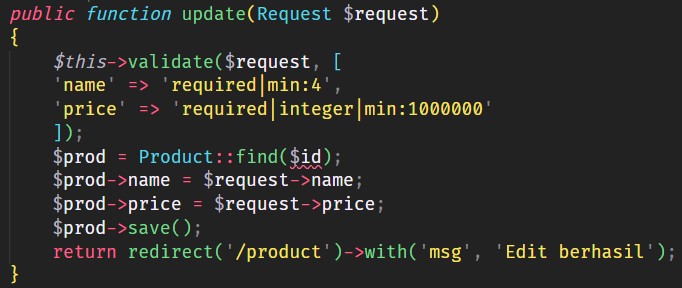 public function update(Request $request)
{
    $this->validate($request, [
    'name' => 'required|min:4',
    'price' => 'required|integer|min:1000000'
    ]);
    $prod = Product::find($id);
    $prod->name = $request->name;
    $prod->price = $request->price;
    $prod->save();
    return redirect('/product')->with('msg', 'Edit berhasil');
}